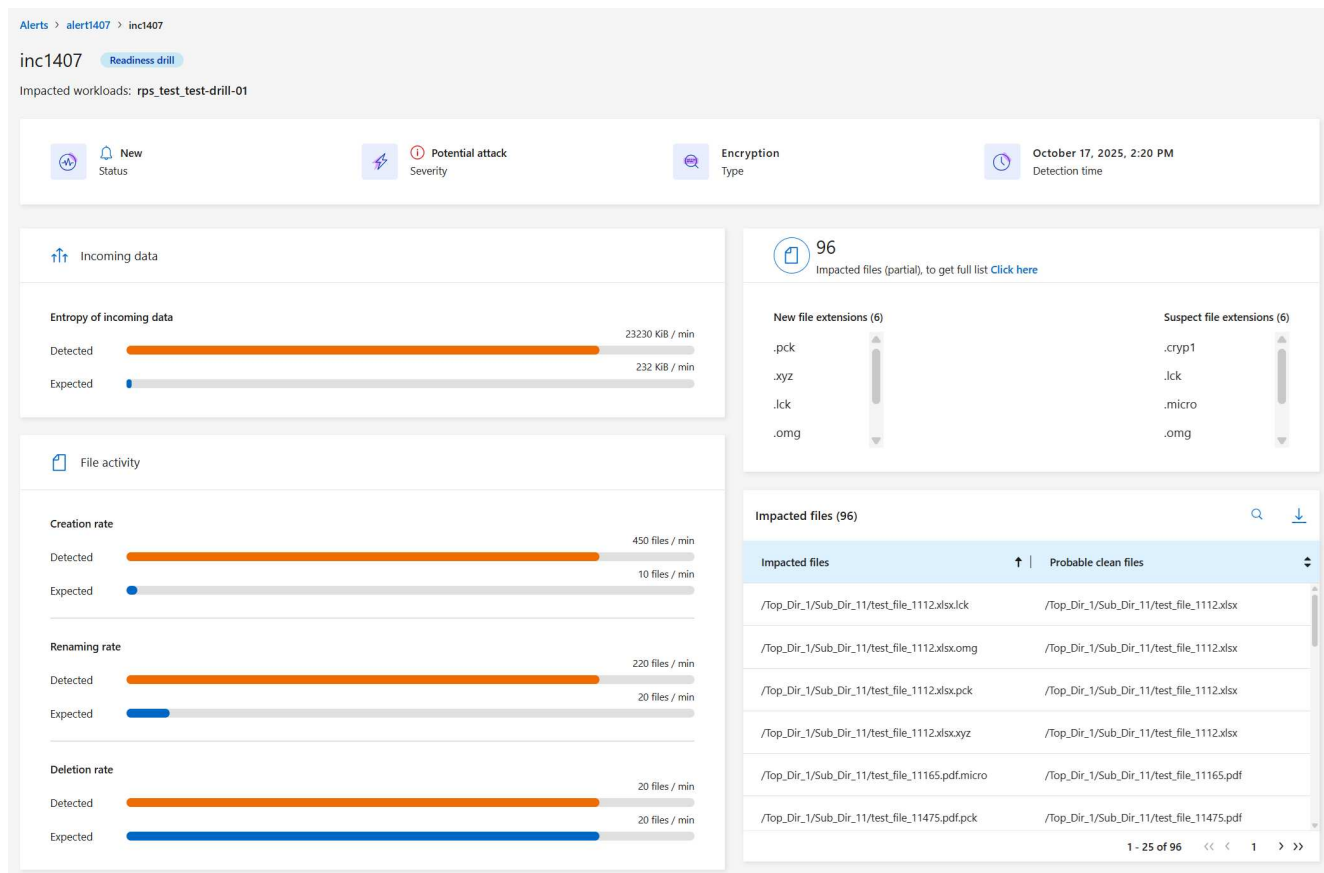 Alerts > alert1407 > inc1407
inc1407 Readiness drill
Impacted workloads: rps_test_test-drill-01
New
Status
Potential attack
Severity
Encryption
Type
October 17, 2025, 2:20 PM
Detection time
Incoming data
Entropy of incoming data
23230 KiB / min
Detected
232 KiB / min
Expected
File activity
Creation rate
450 files / min
Detected
10 files / min
Expected
Renaming rate
220 files / min
Detected
20 files / min
Expected
Deletion rate
20 files / min
Detected
20 files / min
Expected
96
Impacted files (partial), to get full list Click here
New file extensions (6)
.pck
.xyz
.lck
.omg
Suspect file extensions (6)
.cryp1
.lck
.micro
.omg
Impacted files (96)
Impacted files Probable clean files
/Top_Dir_1/Sub_Dir_11/test_file_1112.xlsx.lck /Top_Dir_1/Sub_Dir_11/test_file_1112.xlsx
/Top_Dir_1/Sub_Dir_11/test_file_1112.xlsx.omg /Top_Dir_1/Sub_Dir_11/test_file_1112.xlsx
/Top_Dir_1/Sub_Dir_11/test_file_1112.xlsx.pck /Top_Dir_1/Sub_Dir_11/test_file_1112.xlsx
/Top_Dir_1/Sub_Dir_11/test_file_1112.xlsx.xyz /Top_Dir_1/Sub_Dir_11/test_file_1112.xlsx
/Top_Dir_1/Sub_Dir_11/test_file_11165.pdf.micro /Top_Dir_1/Sub_Dir_11/test_file_11165.pdf
/Top_Dir_1/Sub_Dir_11/test_file_11475.pdf.pck /Top_Dir_1/Sub_Dir_11/test_file_11475.pdf
1 - 25 of 96 << < 1 > >>